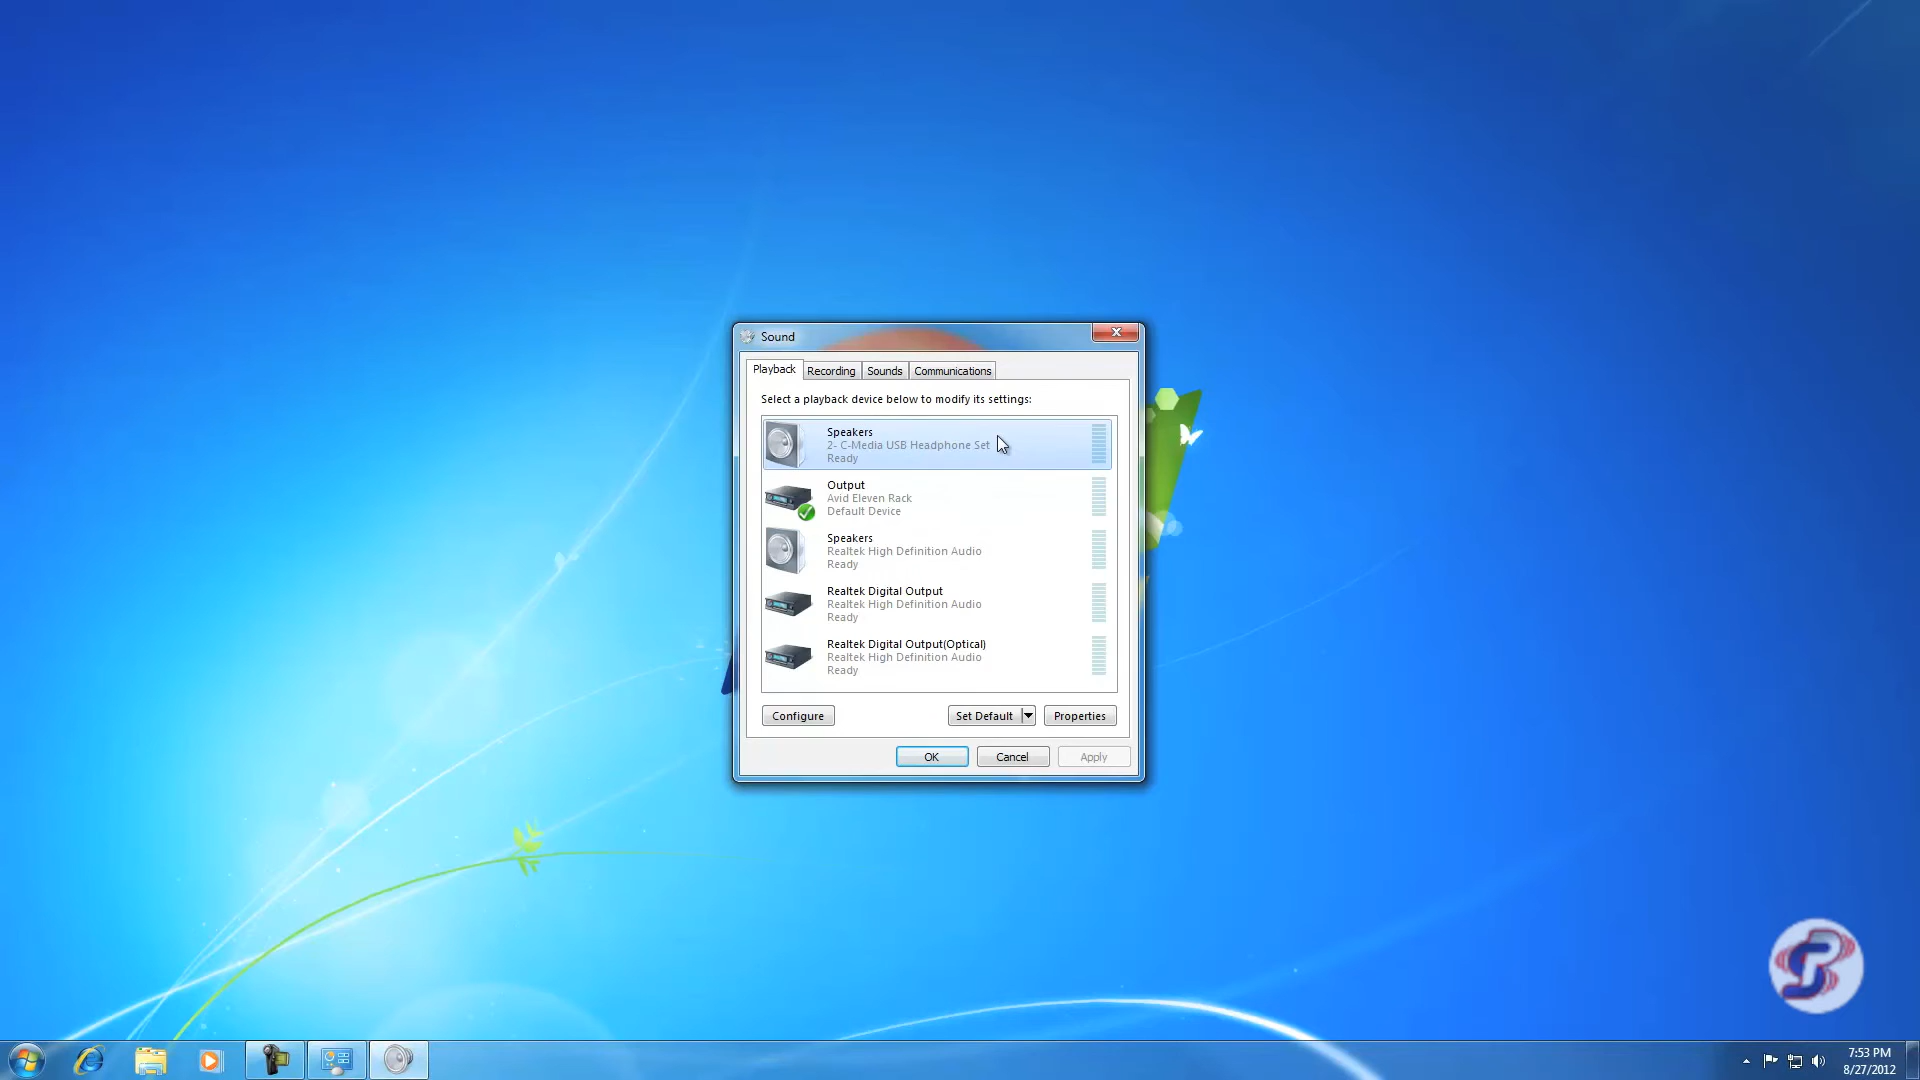 Sound
Playback
Recording
Sounds
Communications
Select a playback device below to modify its settings:
Speakers
2- C-Media USB Headphone Set
Ready
Output
Avid Eleven Rack
Default Device
Speakers
Realtek High Definition Audio
Ready
Realtek Digital Output
Realtek High Definition Audio
Ready
Realtek Digital Output(Optical)
Realtek High Definition Audio
Ready
Configure
Set Default
Properties
OK
Cancel
Apply
7:53 PM
8/27/2012